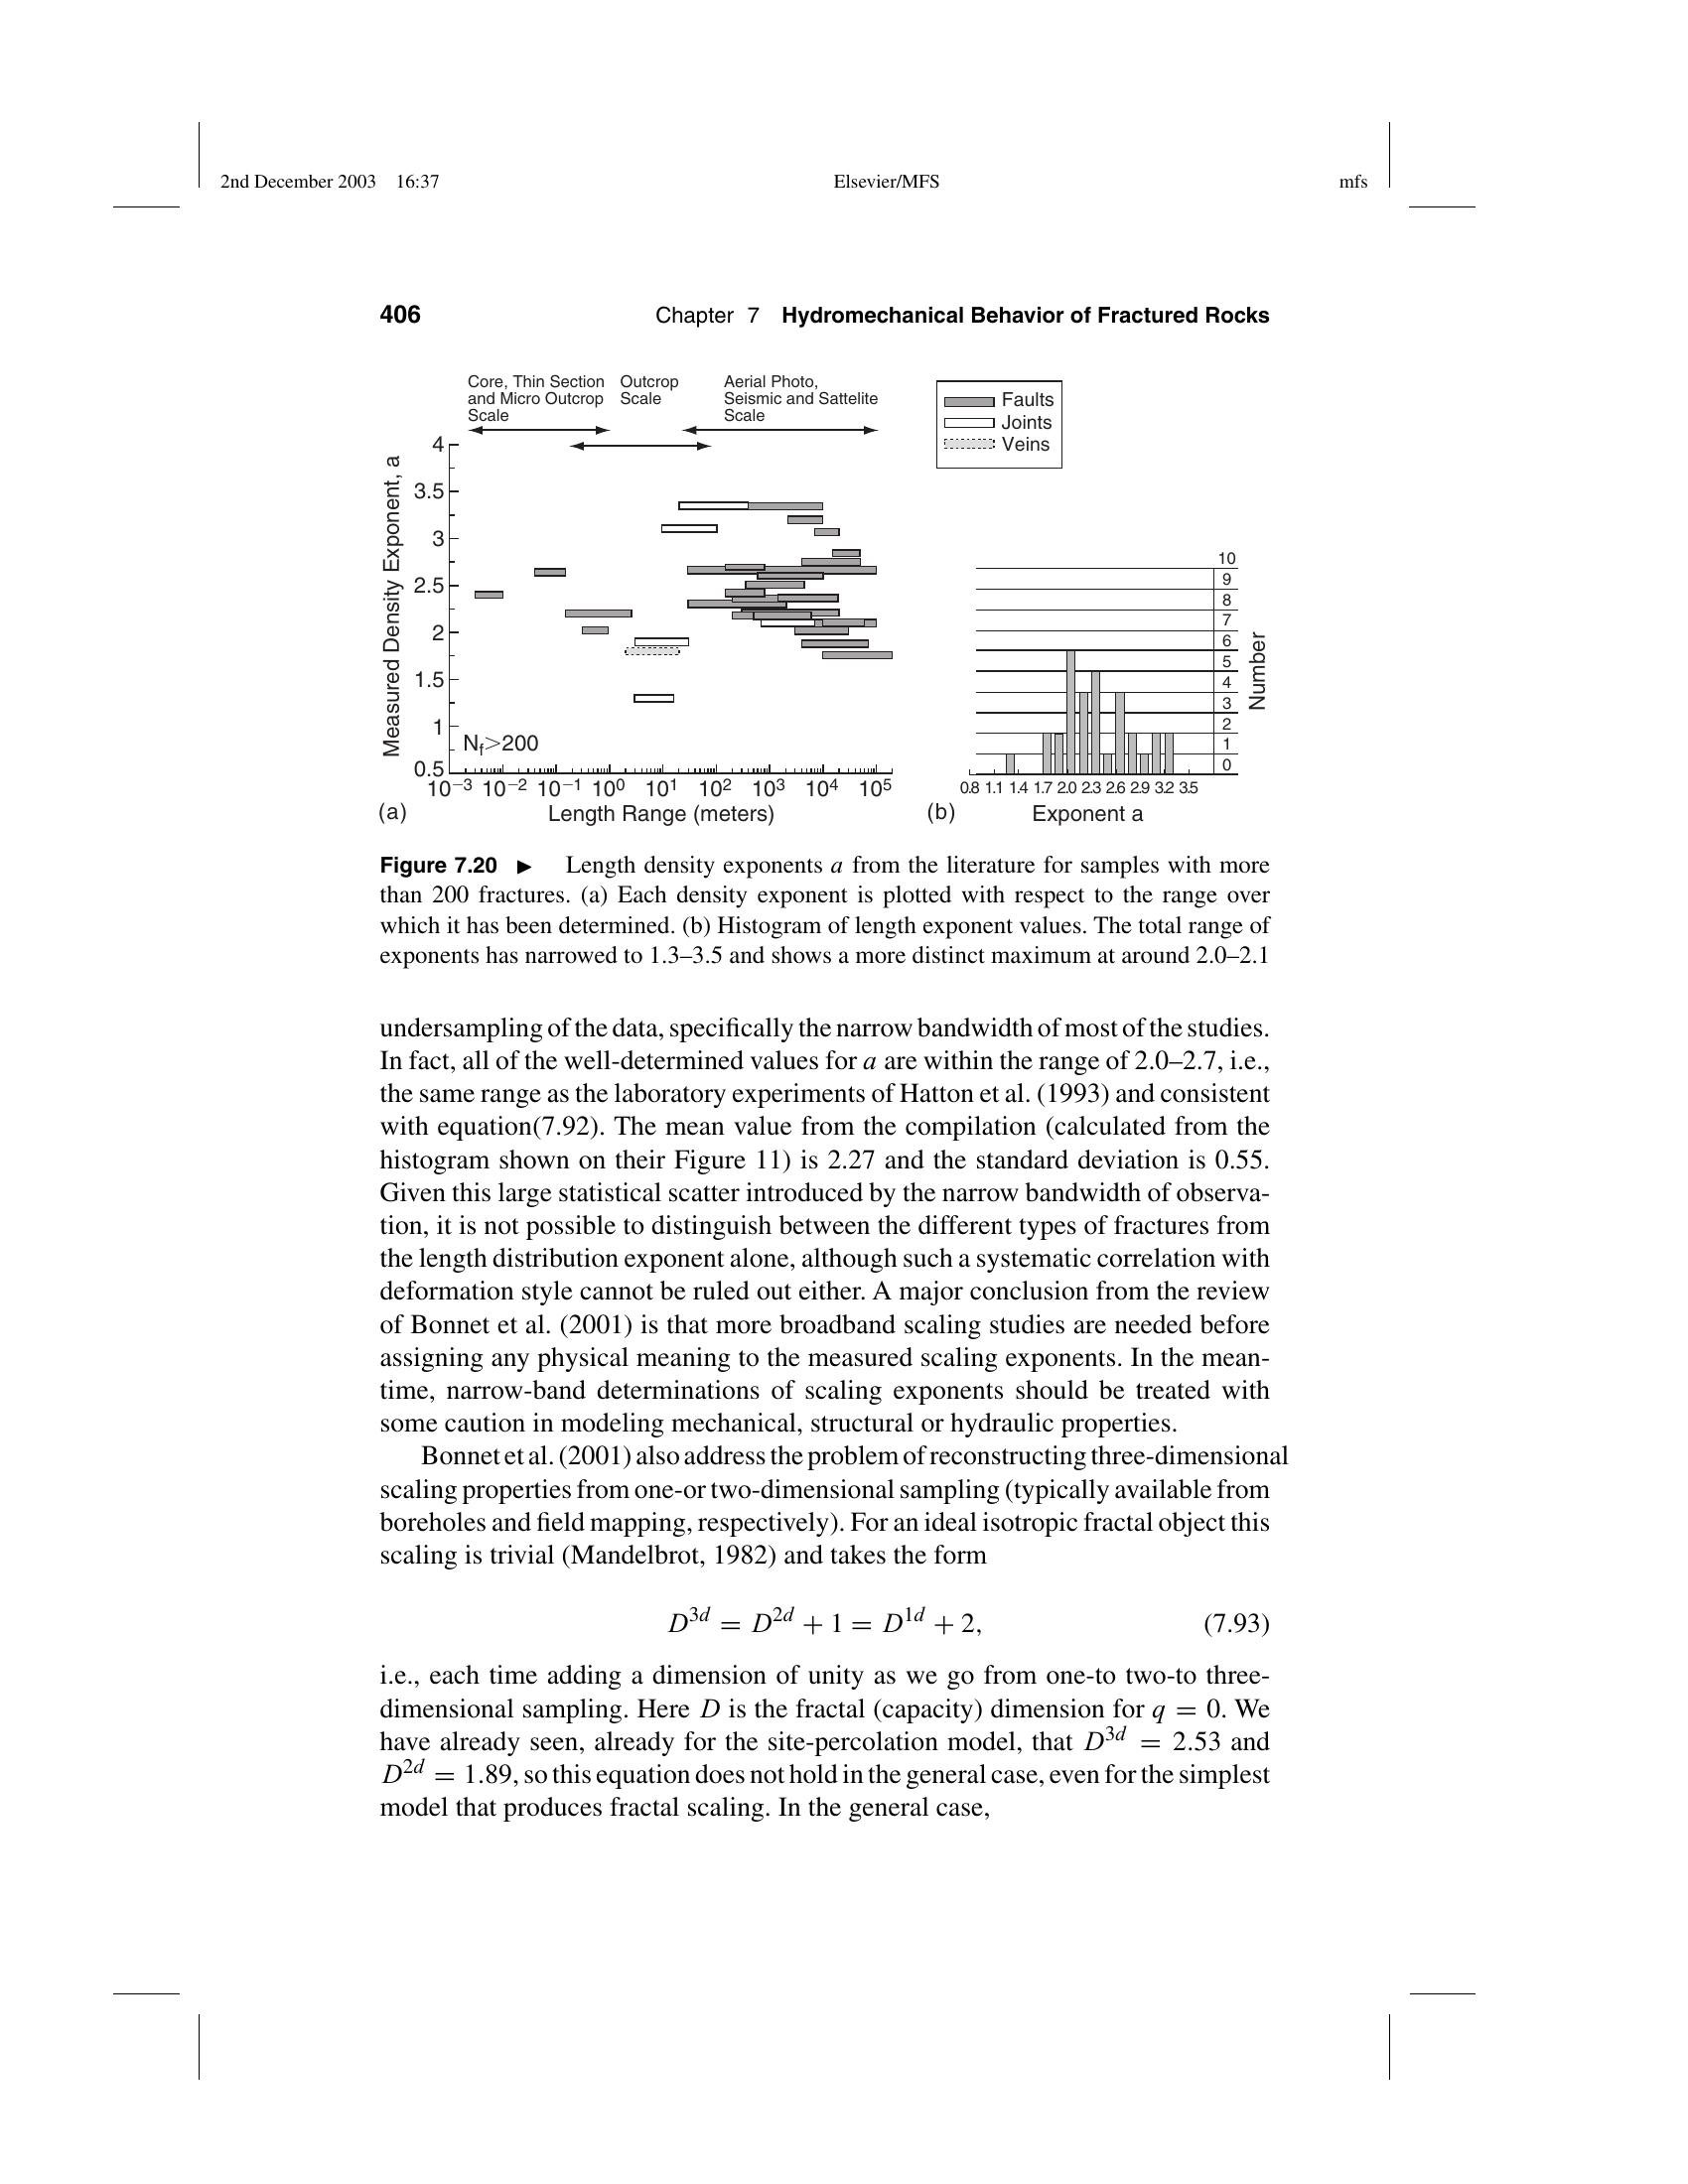 2nd December 2003 16:37 Elsevier/MFS mfs
406 Chapter 7 Hydromechanical Behavior of Fractured Rocks
Core, Thin Section
and Micro Outcrop
Scale
Outcrop
Scale
Aerial Photo,
Seismic and Sattelite
Scale
Faults
Joints
Veins
Measured Density Exponent, a
4
3.5
3
2.5
2
1.5
1
0.5
Nf>200
10−3 10−2 10−1 100 101 102 103 104 105
(a) Length Range (meters)
10
9
8
7
6
5
4
3
2
1
0
Number
0.8 1.1 1.4 1.7 2.0 2.3 2.6 2.9 3.2 3.5
(b) Exponent a
Figure 7.20 ► Length density exponents a from the literature for samples with more
than 200 fractures. (a) Each density exponent is plotted with respect to the range over
which it has been determined. (b) Histogram of length exponent values. The total range of
exponents has narrowed to 1.3–3.5 and shows a more distinct maximum at around 2.0–2.1
undersampling of the data, specifically the narrow bandwidth of most of the studies.
In fact, all of the well-determined values for a are within the range of 2.0–2.7, i.e.,
the same range as the laboratory experiments of Hatton et al. (1993) and consistent
with equation(7.92). The mean value from the compilation (calculated from the
histogram shown on their Figure 11) is 2.27 and the standard deviation is 0.55.
Given this large statistical scatter introduced by the narrow bandwidth of observa-
tion, it is not possible to distinguish between the different types of fractures from
the length distribution exponent alone, although such a systematic correlation with
deformation style cannot be ruled out either. A major conclusion from the review
of Bonnet et al. (2001) is that more broadband scaling studies are needed before
assigning any physical meaning to the measured scaling exponents. In the mean-
time, narrow-band determinations of scaling exponents should be treated with
some caution in modeling mechanical, structural or hydraulic properties.
Bonnet et al. (2001) also address the problem of reconstructing three-dimensional
scaling properties from one-or two-dimensional sampling (typically available from
boreholes and field mapping, respectively). For an ideal isotropic fractal object this
scaling is trivial (Mandelbrot, 1982) and takes the form
D3d = D2d + 1 = D1d + 2, (7.93)
i.e., each time adding a dimension of unity as we go from one-to two-to three-
dimensional sampling. Here D is the fractal (capacity) dimension for q = 0. We
have already seen, already for the site-percolation model, that D3d = 2.53 and
D2d = 1.89, so this equation does not hold in the general case, even for the simplest
model that produces fractal scaling. In the general case,